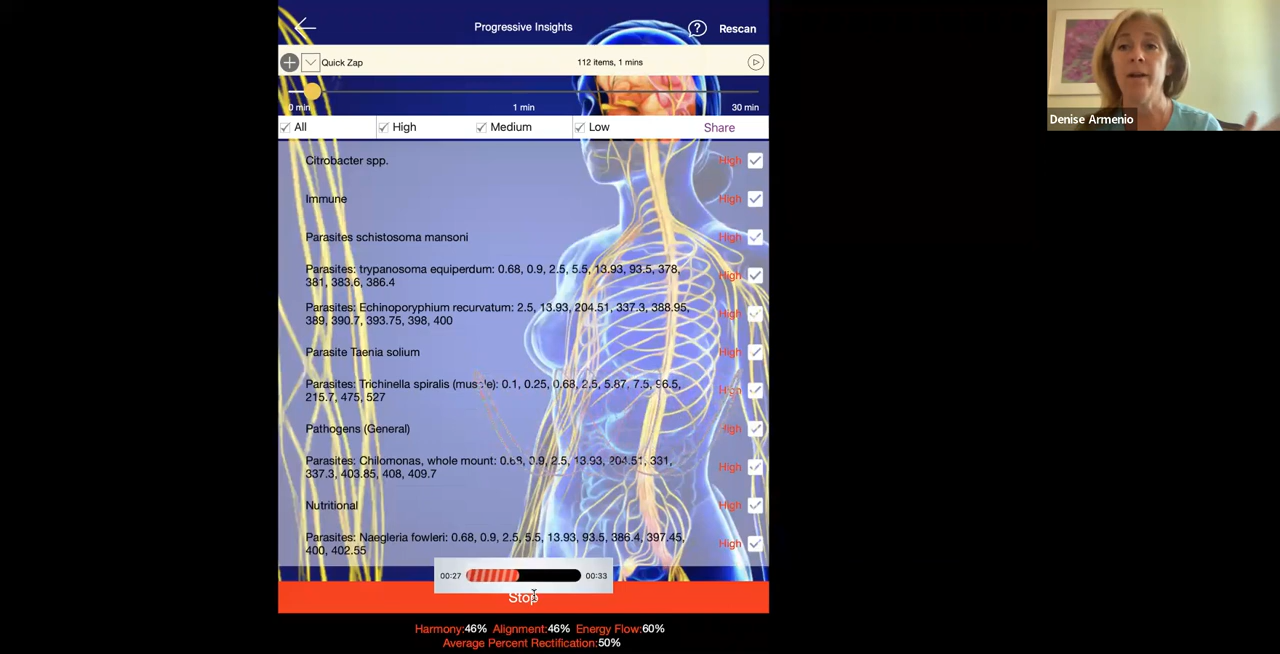 Progressive Insights
? Rescan
Quick Zap 112 items, 1 mins
0 min 1 min 30 min
All High Medium Low Share
Citrobacter spp. High
Immune High
Parasites schistosoma mansoni High
Parasites: trypanosoma equiperdum: 0.68, 0.9, 2.5, 5.5, 13.93, 93.5, 378,
381, 383.6, 386.4 High
Parasites: Echinoporyphium recurvatum: 2.5, 13.93, 204.51, 337.3, 388.95,
389, 390.7, 393.75, 398, 400 High
Parasite Taenia solium High
Parasites: Trichinella spiralis (muscle): 0.1, 0.25, 0.68, 2.5, 5.87, 7.5, 96.5,
215.7, 475, 527 High
Pathogens (General) High
Parasites: Chilomonas, whole mount: 0.68, 0.9, 2.5, 13.93, 204.51, 331,
337.3, 403.85, 408, 409.7 High
Nutritional High
Parasites: Naegleria fowleri: 0.68, 0.9, 2.5, 5.5, 13.93, 93.5, 386.4, 397.45,
400, 402.55 High
00:27 00:33
Stop
Harmony:46% Alignment:46% Energy Flow:60%
Average Percent Rectification:50%
Denise Armenio